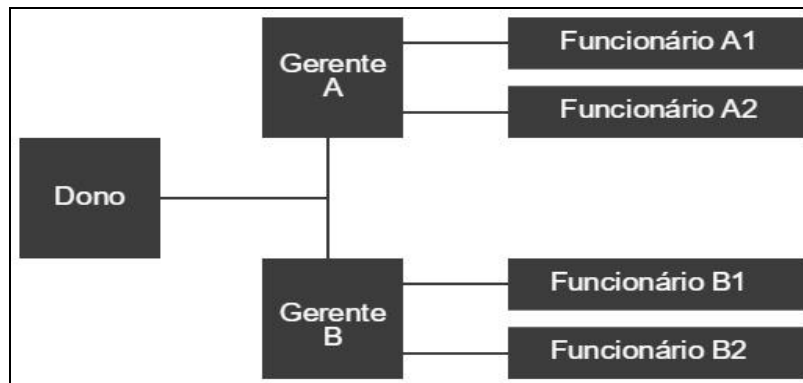 Dono
Gerente
A
Funcionário A1
Funcionário A2
Gerente
B
Funcionário B1
Funcionário B2